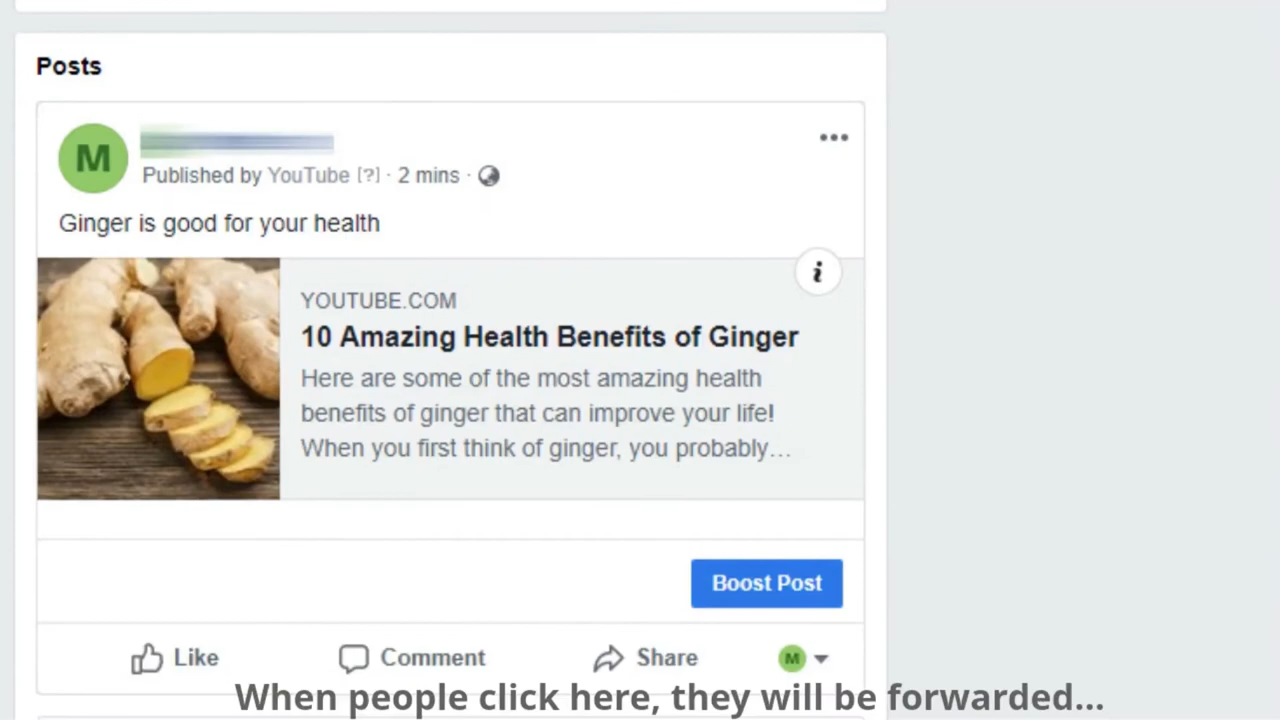 Posts
M
Published by YouTube [?] · 2 mins ·
Ginger is good for your health
i
YOUTUBE.COM
10 Amazing Health Benefits of Ginger
Here are some of the most amazing health
benefits of ginger that can improve your life!
When you first think of ginger, you probably…
Boost Post
Like Comment Share M
When people click here, they will be forwarded...